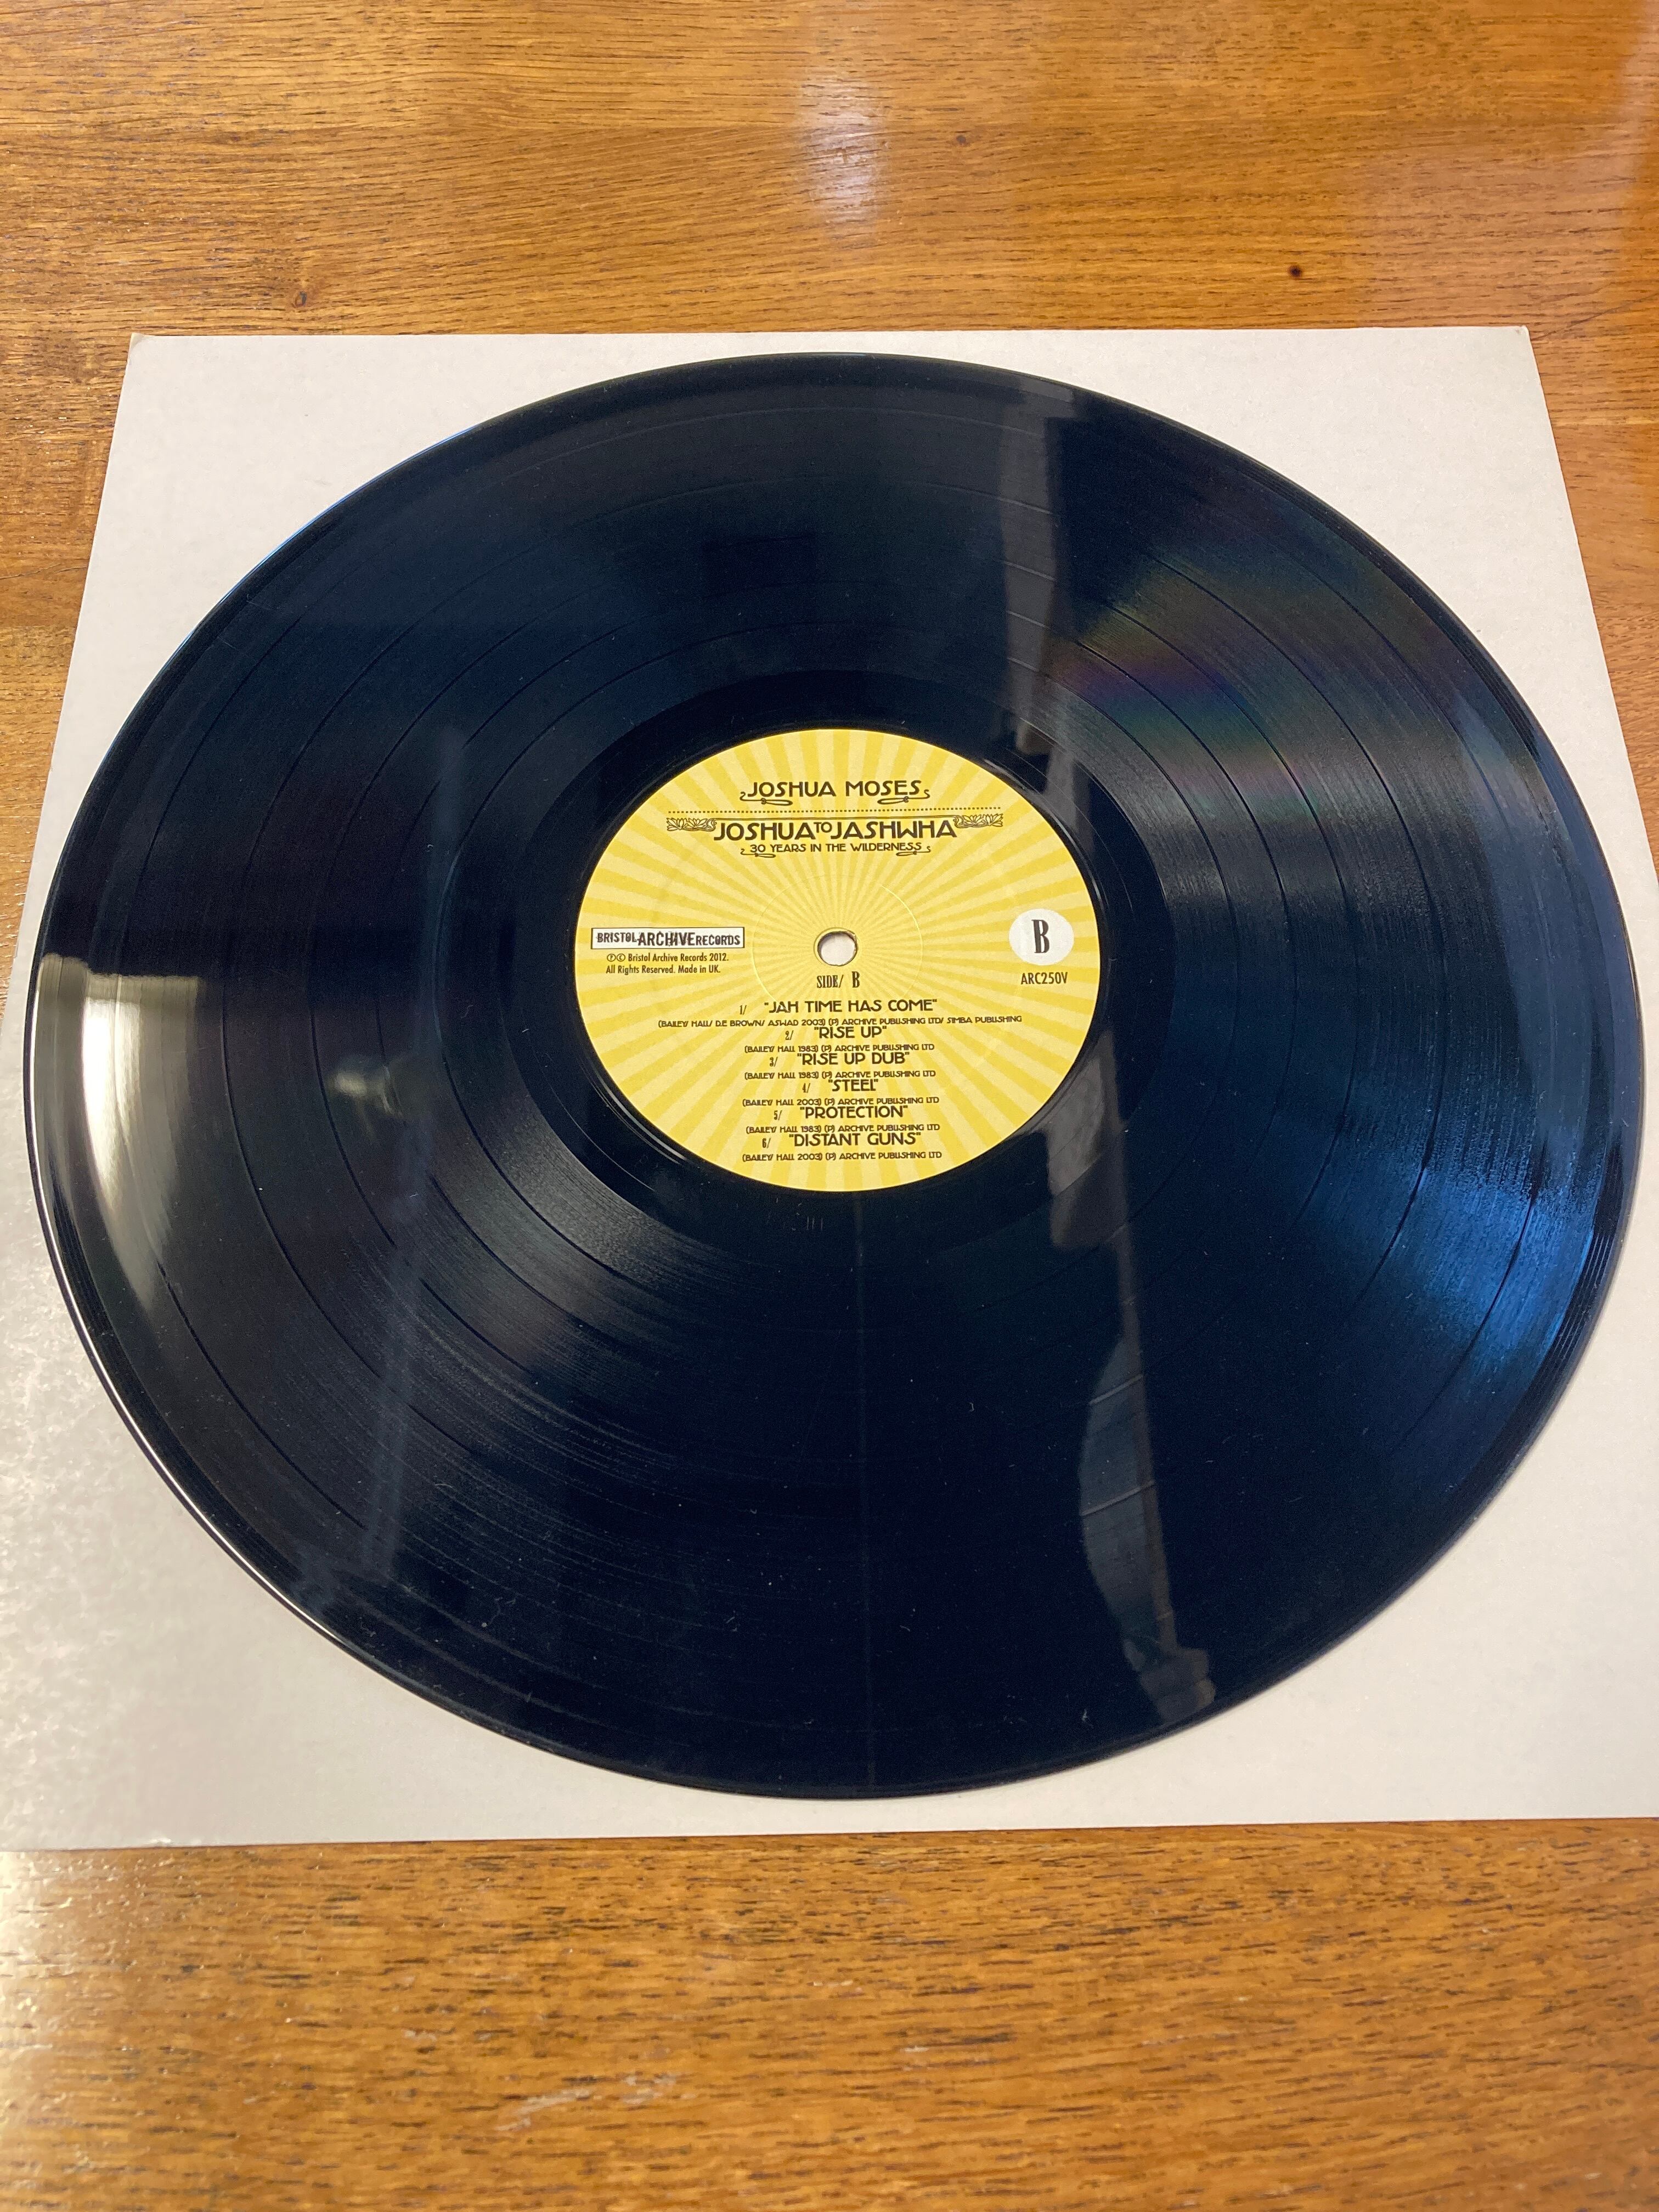 JOSHUA MOSES
JOSHUA TO JASHWHA
30 YEARS IN THE WILDERNESS
BRISTOL ARCHIVE RECORDS
℗© Bristol Archive Records 2012.
All Rights Reserved. Made in UK.
B
ARC250V
SIDE/ B
1/ "JAH TIME HAS COME"
(BAILEY/ HALL/ D.E BROWN/ ASWAD 2003) (P) ARCHIVE PUBLISHING LTD/ SIMBA PUBLISHING
2/ "RISE UP"
(BAILEY/ HALL 1983) (P) ARCHIVE PUBLISHING LTD
3/ "RISE UP DUB"
(BAILEY/ HALL 1983) (P) ARCHIVE PUBLISHING LTD
4/ "STEEL"
(BAILEY/ HALL 2003) (P) ARCHIVE PUBLISHING LTD
5/ "PROTECTION"
(BAILEY/ HALL 1983) (P) ARCHIVE PUBLISHING LTD
6/ "DISTANT GUNS"
(BAILEY/ HALL 2003) (P) ARCHIVE PUBLISHING LTD